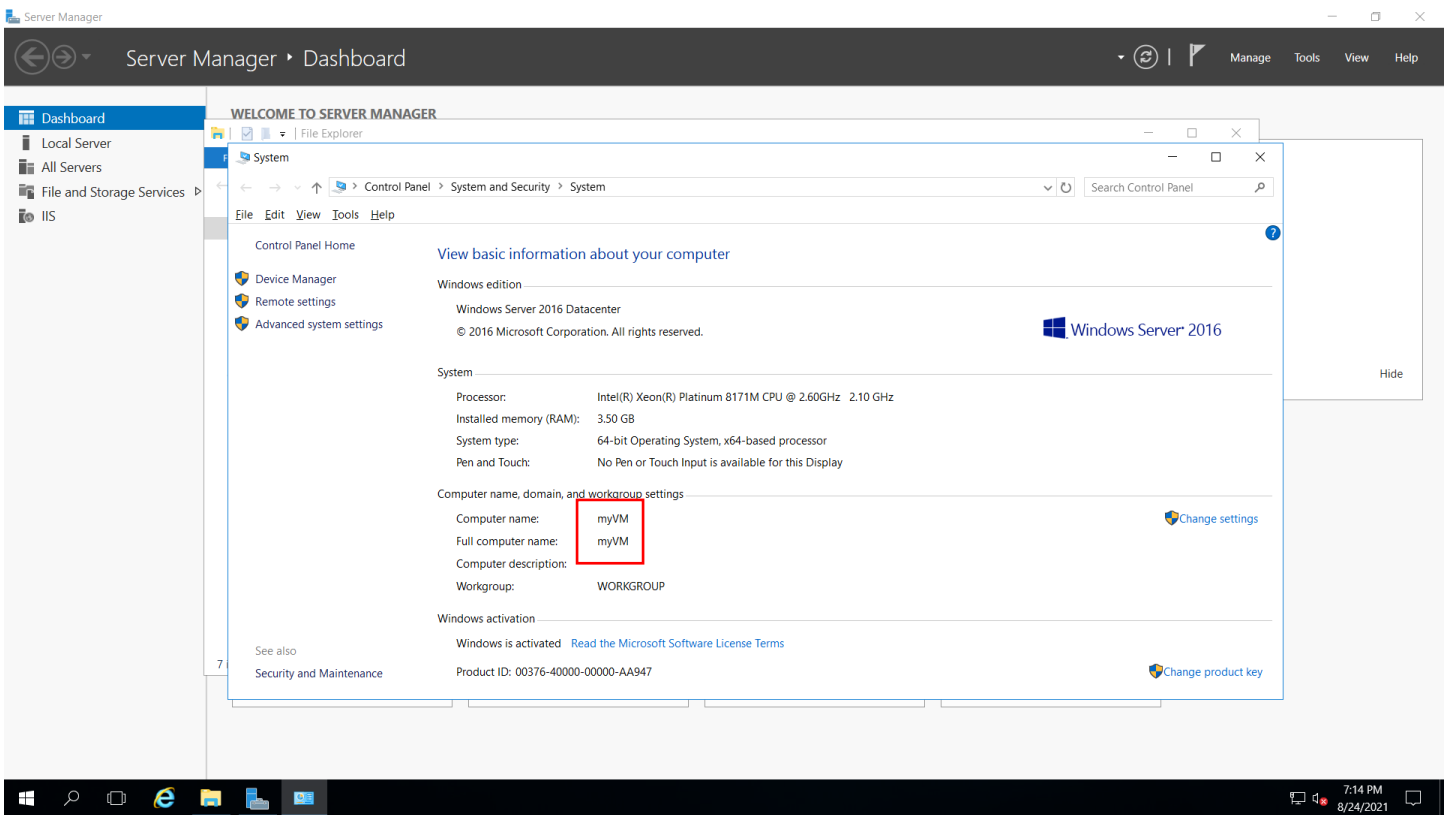 Server Manager
Server Manager ‣ Dashboard
Manage Tools View Help
Dashboard
Local Server
All Servers
File and Storage Services
IIS
WELCOME TO SERVER MANAGER
File Explorer
System
Control Panel > System and Security > System
Search Control Panel
File Edit View Tools Help
Control Panel Home
Device Manager
Remote settings
Advanced system settings
View basic information about your computer
Windows edition
Windows Server 2016 Datacenter
© 2016 Microsoft Corporation. All rights reserved.
Windows Server® 2016
System
Processor: Intel(R) Xeon(R) Platinum 8171M CPU @ 2.60GHz 2.10 GHz
Installed memory (RAM): 3.50 GB
System type: 64-bit Operating System, x64-based processor
Pen and Touch: No Pen or Touch Input is available for this Display
Hide
Computer name, domain, and workgroup settings
Computer name: myVM
Change settings
Full computer name: myVM
Computer description:
Workgroup: WORKGROUP
Windows activation
Windows is activated Read the Microsoft Software License Terms
Product ID: 00376-40000-00000-AA947
Change product key
See also
Security and Maintenance
7
7:14 PM
8/24/2021